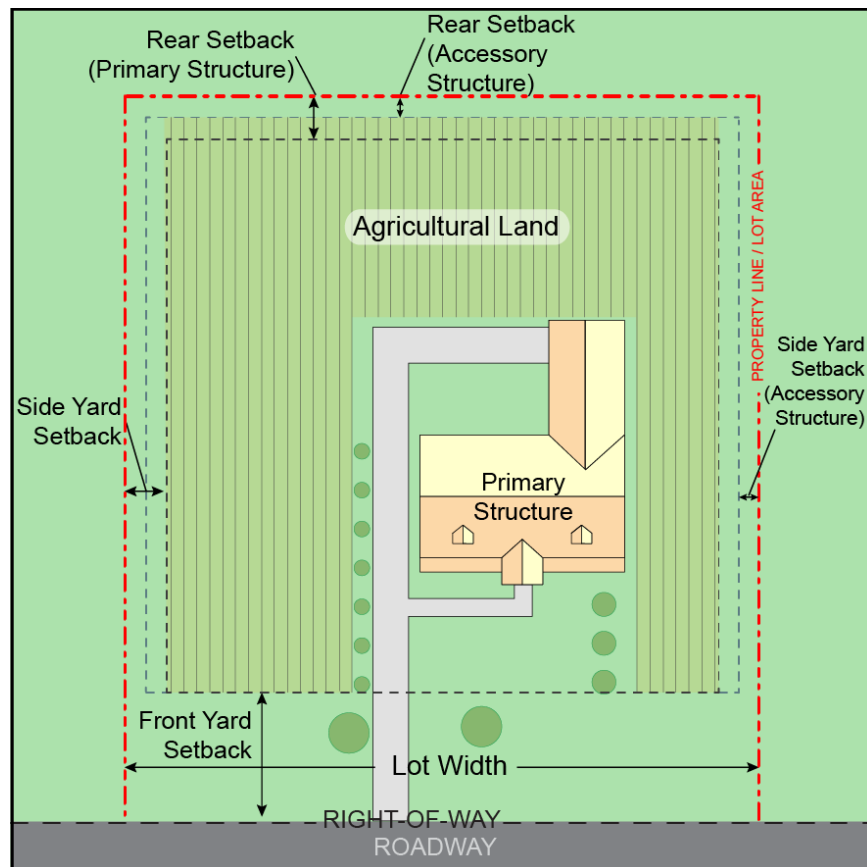 Rear Setback
(Primary Structure)
Rear Setback
(Accessory
Structure)
Agricultural Land
PROPERTY LINE / LOT AREA
Side Yard
Setback
(Accessory
Structure)
Side Yard
Setback
Primary
Structure
Front Yard
Setback
Lot Width
RIGHT-OF-WAY
ROADWAY